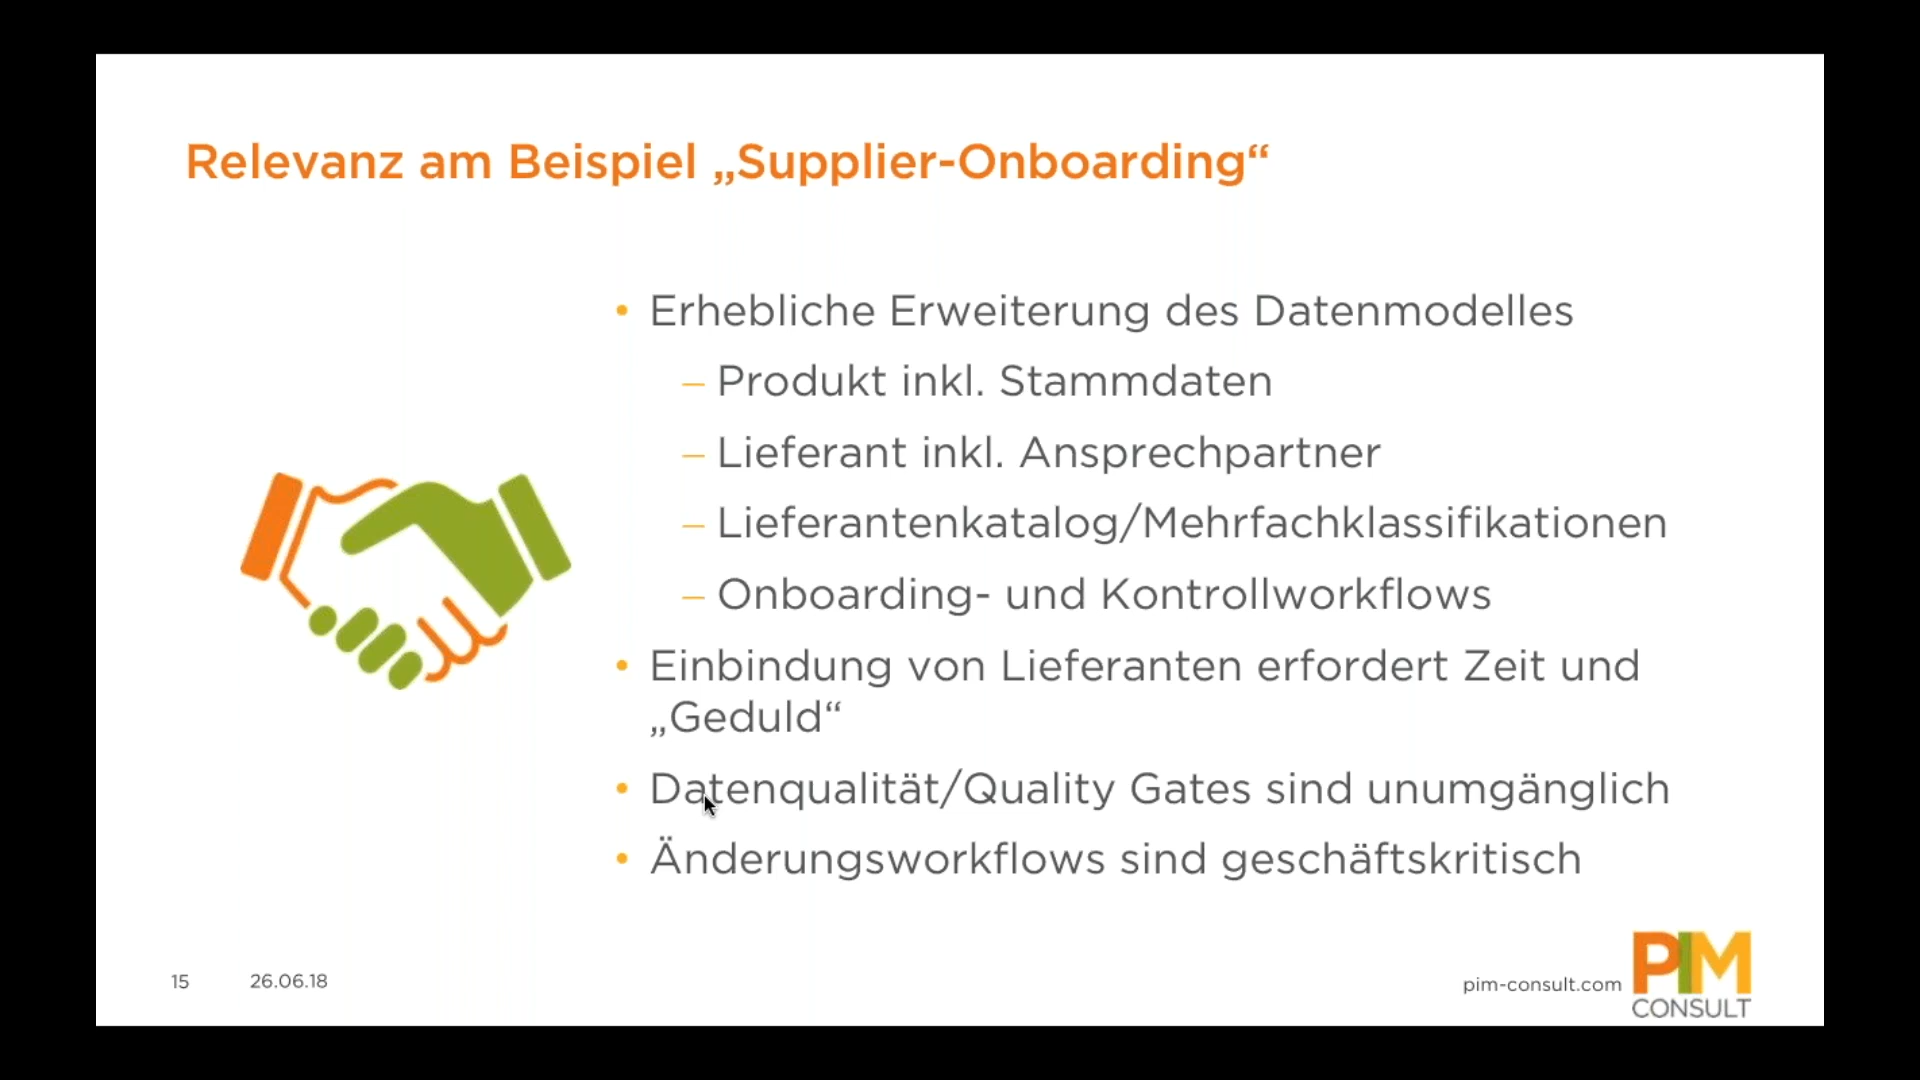 Relevanz am Beispiel „Supplier-Onboarding“
• Erhebliche Erweiterung des Datenmodelles
– Produkt inkl. Stammdaten
– Lieferant inkl. Ansprechpartner
– Lieferantenkatalog/Mehrfachklassifikationen
– Onboarding- und Kontrollworkflows
• Einbindung von Lieferanten erfordert Zeit und
„Geduld“
• Datenqualität/Quality Gates sind unumgänglich
• Änderungsworkflows sind geschäftskritisch
15 26.06.18
pim-consult.com
PIM
CONSULT